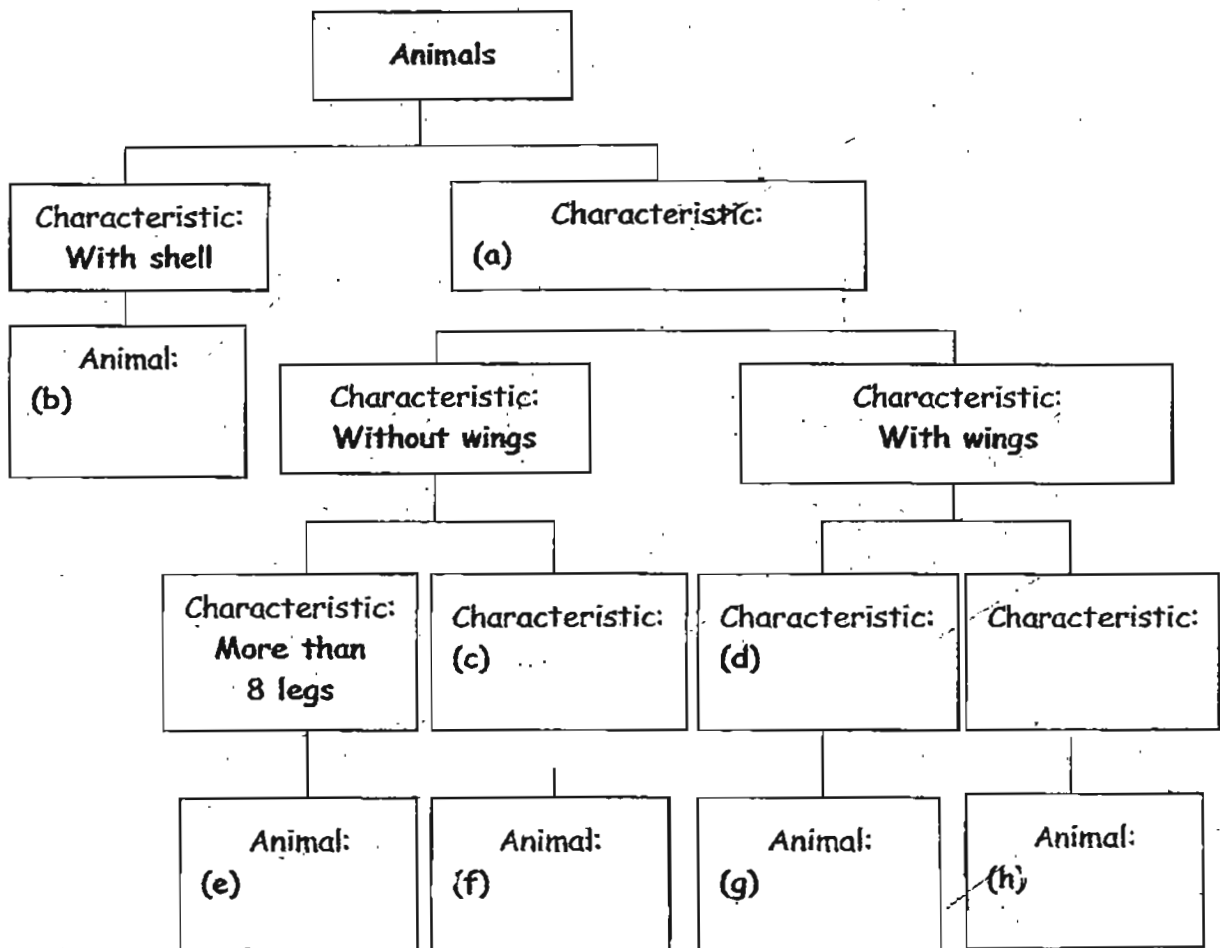 Animals
Characteristic:
With shell
Characteristic:
(a)
Animal:
(b)
Characteristic:
Without wings
Characteristic:
With wings
Characteristic:
More than
8 legs
Characteristic:
(c)
Characteristic:
(d)
Characteristic:
Animal:
(e)
Animal:
(f)
Animal:
(g)
Animal:
(h)